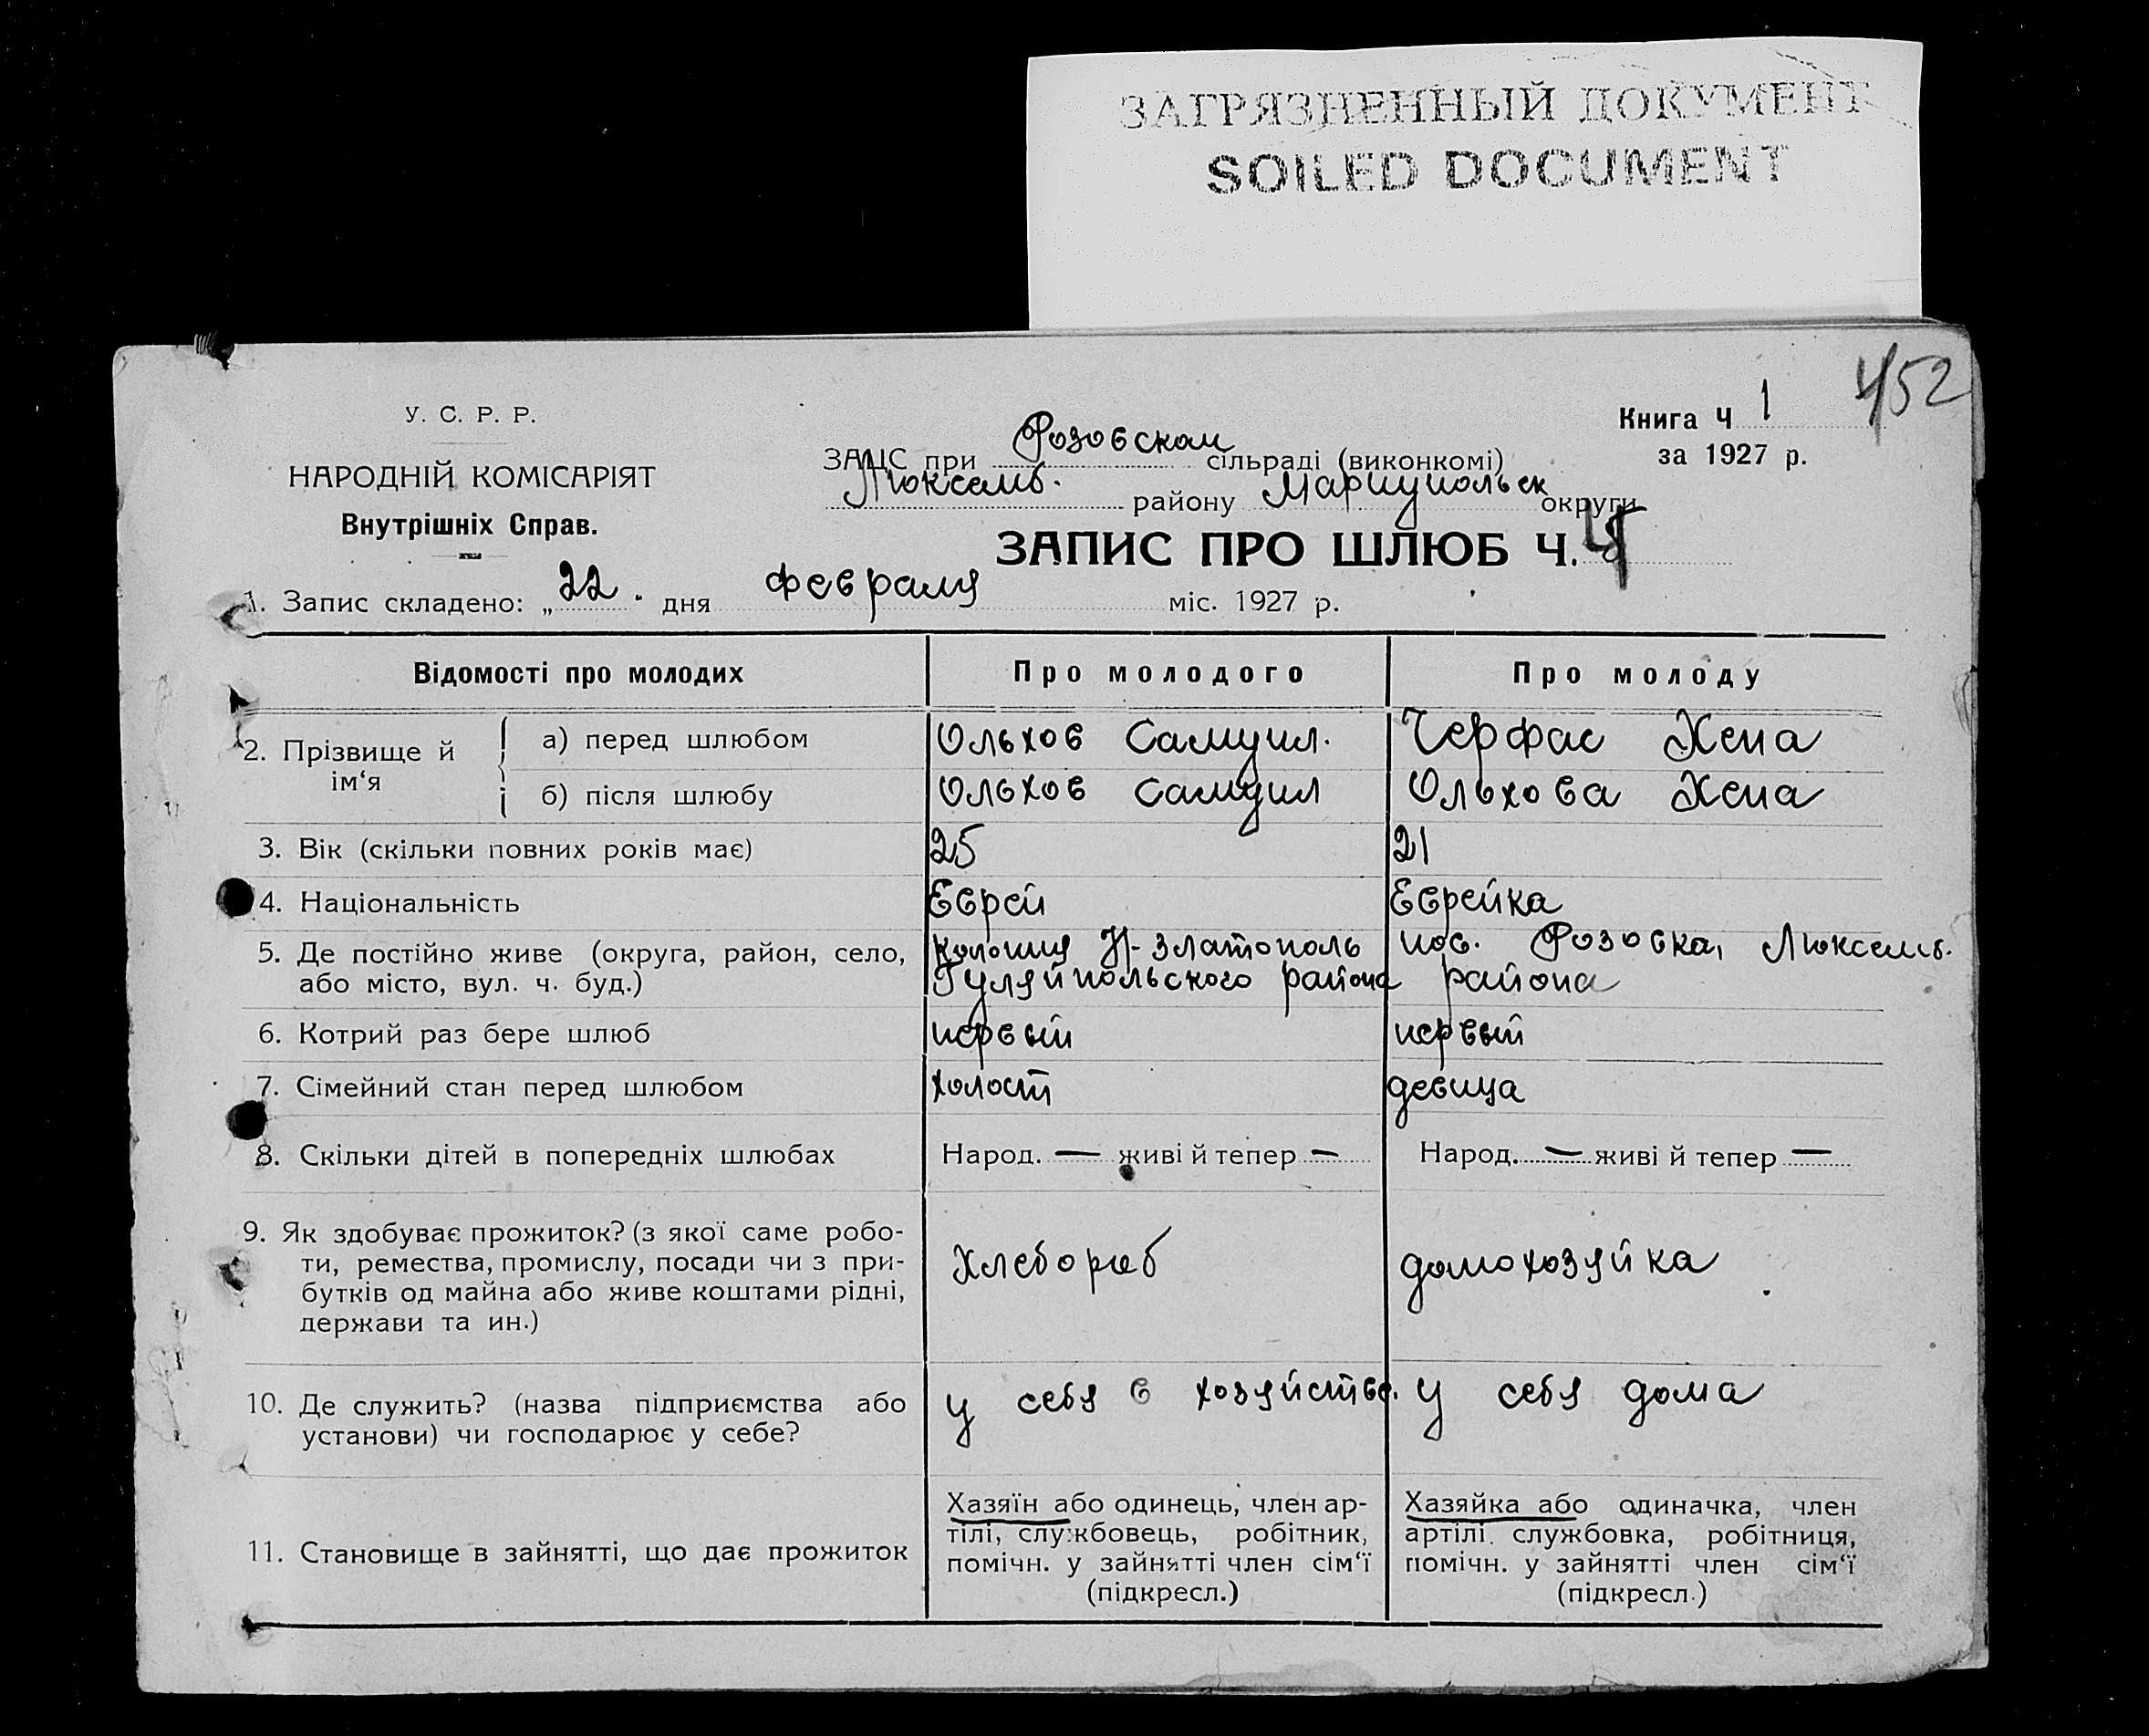 ЗАГРЯЗНЕННЫЙ ДОКУМЕНТ
SOILED DOCUMENT
452
У. С. Р. Р.
НАРОДНІЙ КОМІСАРІЯТ
Внутрішніх Справ.
Книга Ч 1
за 1927 р.
ЗАЦС при Розовском сільраді (виконкомі)
Люксемб. району Мариупольск округи
ЗАПИС ПРО ШЛЮБ Ч. 4
1. Запис складено: „22" дня февраля міс. 1927 р.
Відомості про молодих Про молодого Про молоду
2. Прізвище й ім‘я
а) перед шлюбом Ольхов Самуил. Черфас Хена
б) після шлюбу Ольхов Самуил Ольхова Хена
3. Вік (скільки повних років має) 25 21
4. Національність Еврей Еврейка
5. Де постійно живе (округа, район, село, колония Н-Златополь пос. Розовка, Люксемб.
або місто, вул. ч. буд.) Гуляйпольского района района
6. Котрий раз бере шлюб первый первый
7. Сімейний стан перед шлюбом холост девица
8. Скільки дітей в попередніх шлюбах Народ. — живі й тепер — Народ. — живі й тепер —
9. Як здобуває прожиток? (з якої саме робо-
ти, ремества, промислу, посади чи з при-
бутків од майна або живе коштами рідні,
держави та ин.)
Хлебораб домохозяйка
10. Де служить? (назва підприємства або
установи) чи господарює у себе?
у себя в хозяйстве. у себя дома
11. Становище в зайнятті, що дає прожиток
Хазяїн або одинець, член ар-
тілі, службовець, робітник,
помічн. у зайнятті член сім‘ї
(підкресл.)
Хазяйка або одиначка, член
артілі. службовка, робітниця,
помічн. у зайнятті член сім‘ї
(підкресл.)